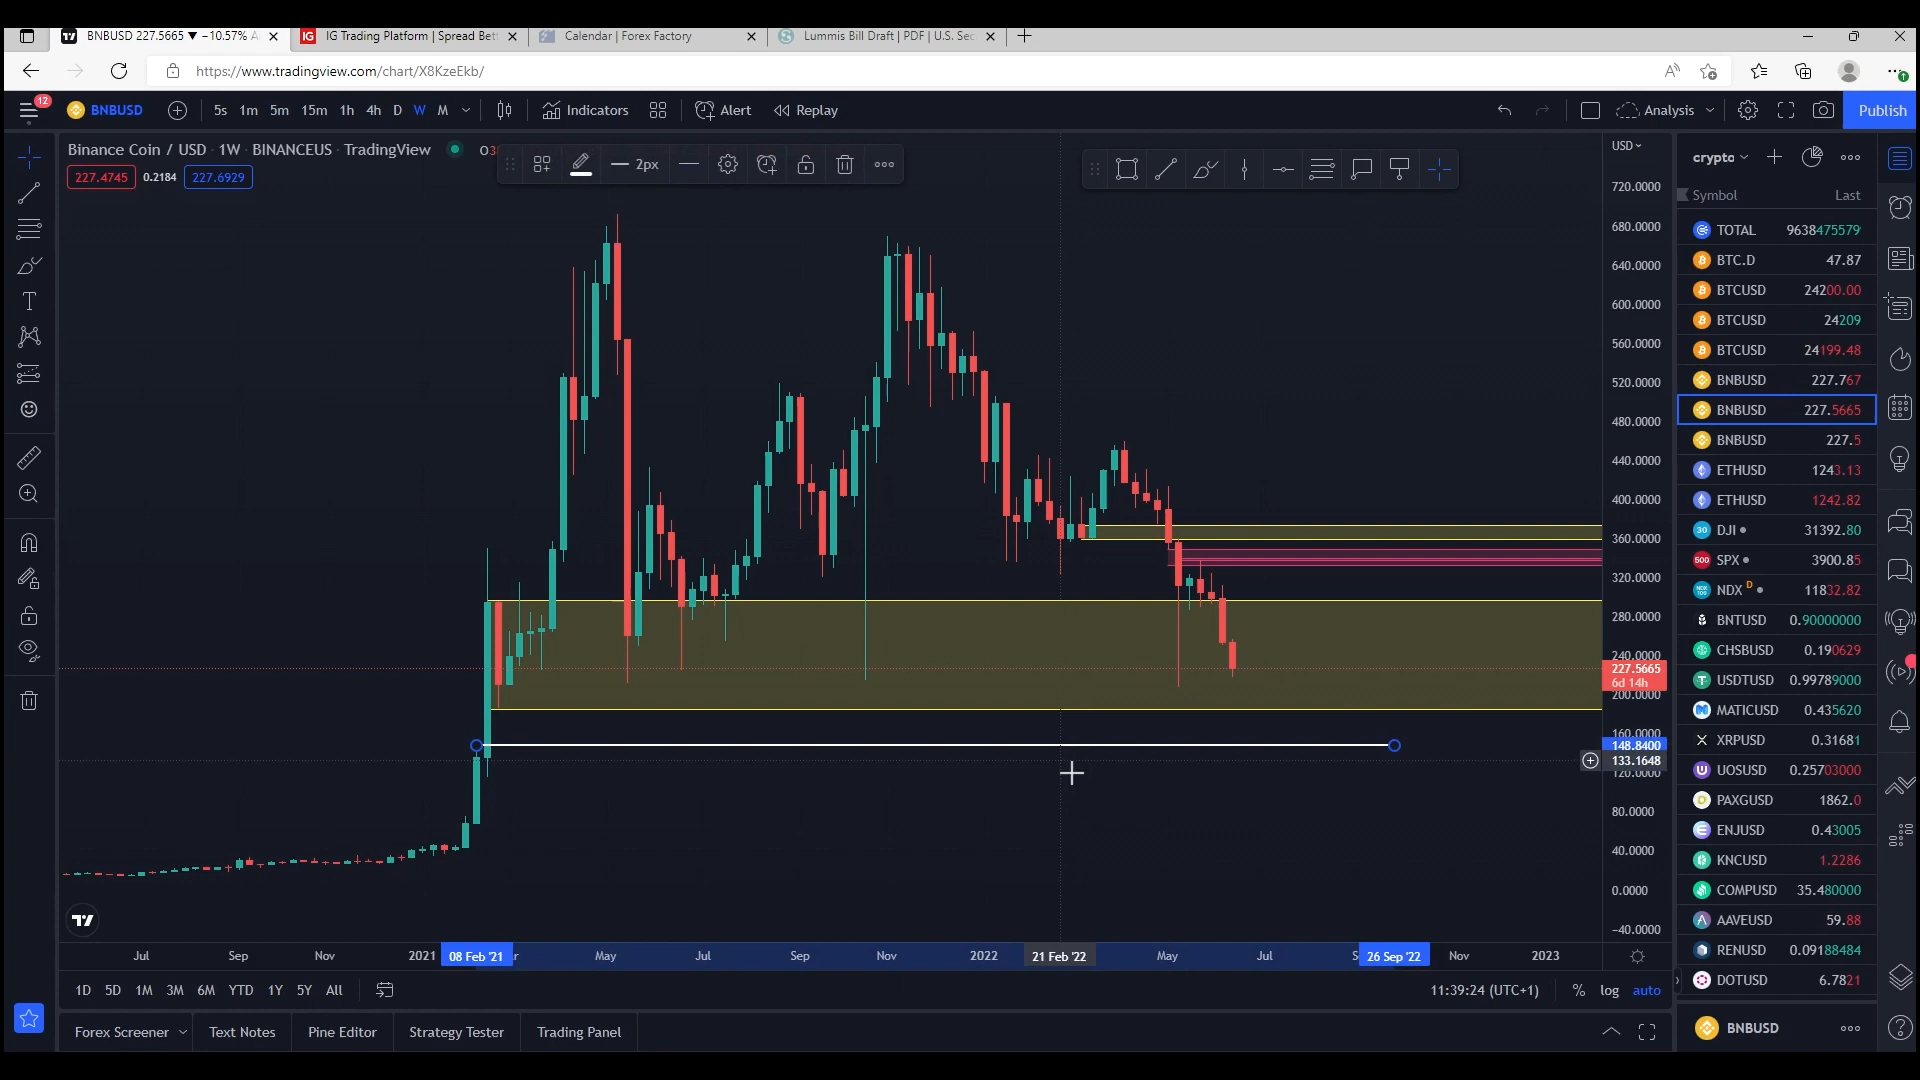 BNBUSD 227.5665 ▼ −10.57% A
IG Trading Platform | Spread Bet
Calendar | Forex Factory
Lummis Bill Draft | PDF | U.S. Sec
https://www.tradingview.com/chart/X8KzeEkb/
12
BNBUSD
5s 1m 5m 15m 1h 4h D W M
Indicators
Alert
Replay
Analysis
Publish
Binance Coin / USD · 1W · BINANCEUS · TradingView
O3
227.4745 0.2184 227.6929
2px
USD
720.0000
680.0000
640.0000
600.0000
560.0000
520.0000
480.0000
440.0000
400.0000
360.0000
320.0000
280.0000
240.0000
227.5665
6d 14h
200.0000
160.0000
148.8400
133.1648
120.0000
80.0000
40.0000
0.0000
−40.0000
Jul Sep Nov 2021 08 Feb '21 r May Jul Sep Nov 2022 21 Feb '22 May Jul S 26 Sep '22 Nov 2023
1D 5D 1M 3M 6M YTD 1Y 5Y All
11:39:24 (UTC+1) % log auto
Forex Screener Text Notes Pine Editor Strategy Tester Trading Panel
crypto
Symbol Last
TOTAL 9638475579
BTC.D 47.87
BTCUSD 24200.00
BTCUSD 24209
BTCUSD 24199.48
BNBUSD 227.767
BNBUSD 227.5665
BNBUSD 227.5
ETHUSD 1243.13
ETHUSD 1242.82
30 DJI 31392.80
500 SPX 3900.85
NDX D 11832.82
BNTUSD 0.90000000
CHSBUSD 0.190629
USDTUSD 0.99789000
MATICUSD 0.435620
XRPUSD 0.31681
UOSUSD 0.25703000
PAXGUSD 1862.0
ENJUSD 0.43005
KNCUSD 1.2286
COMPUSD 35.480000
AAVEUSD 59.88
RENUSD 0.09188484
DOTUSD 6.7821
BNBUSD